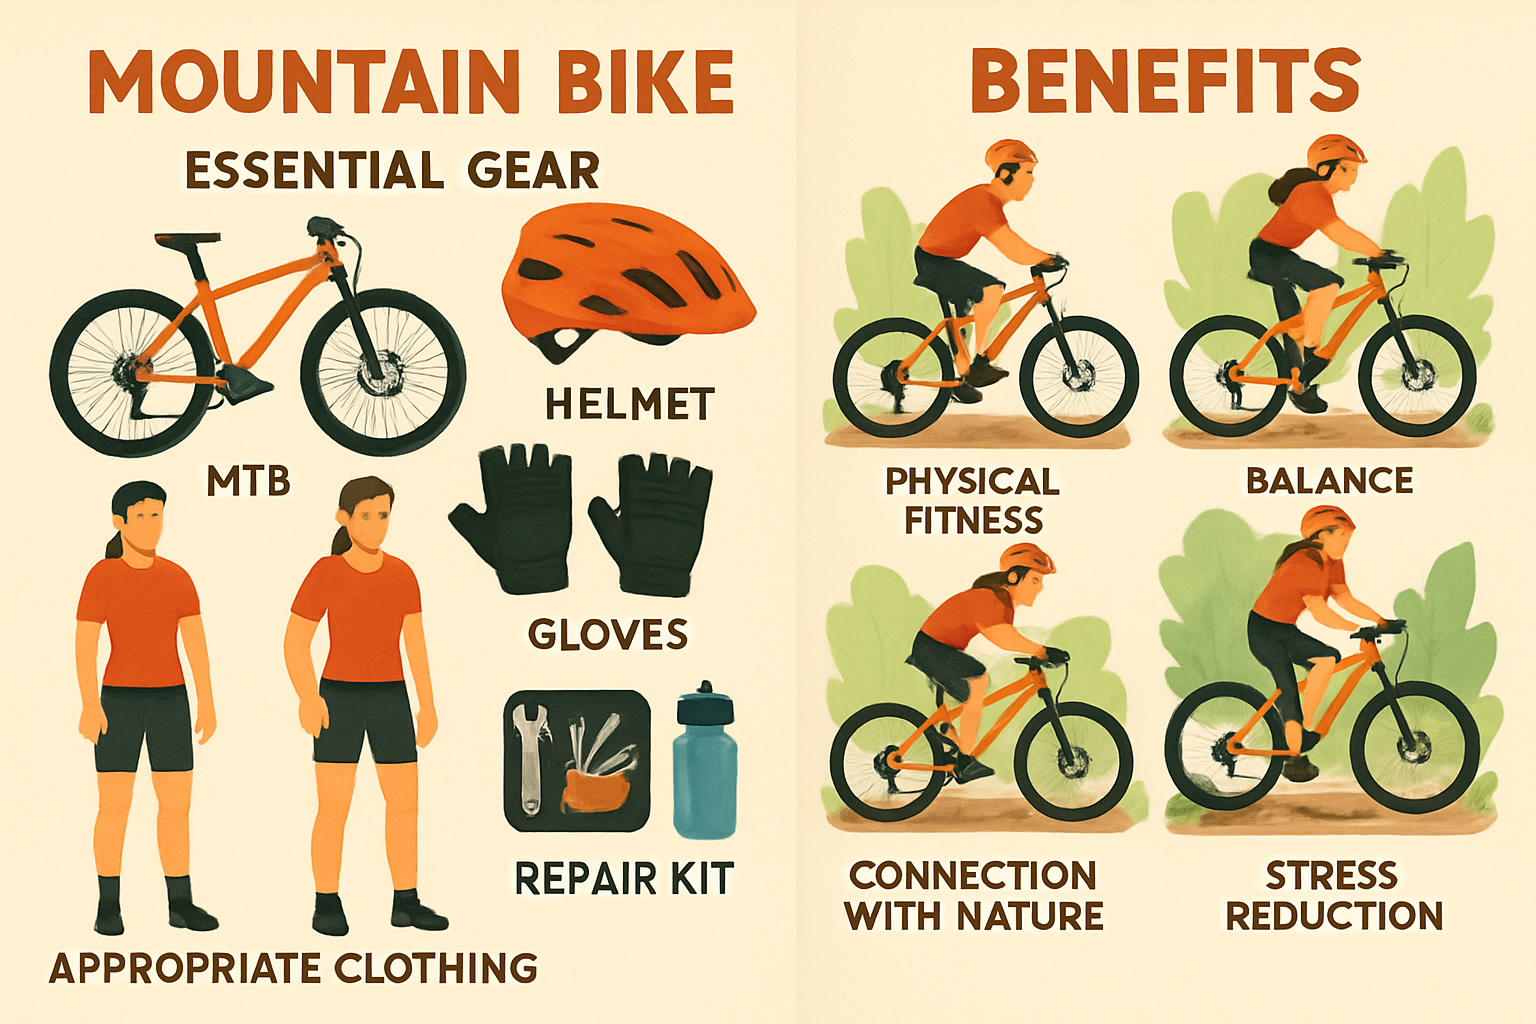 MOUNTAIN BIKE
ESSENTIAL GEAR
MTB
HELMET
GLOVES
REPAIR KIT
APPROPRIATE CLOTHING
BENEFITS
PHYSICAL
FITNESS
BALANCE
CONNECTION
WITH NATURE
STRESS
REDUCTION